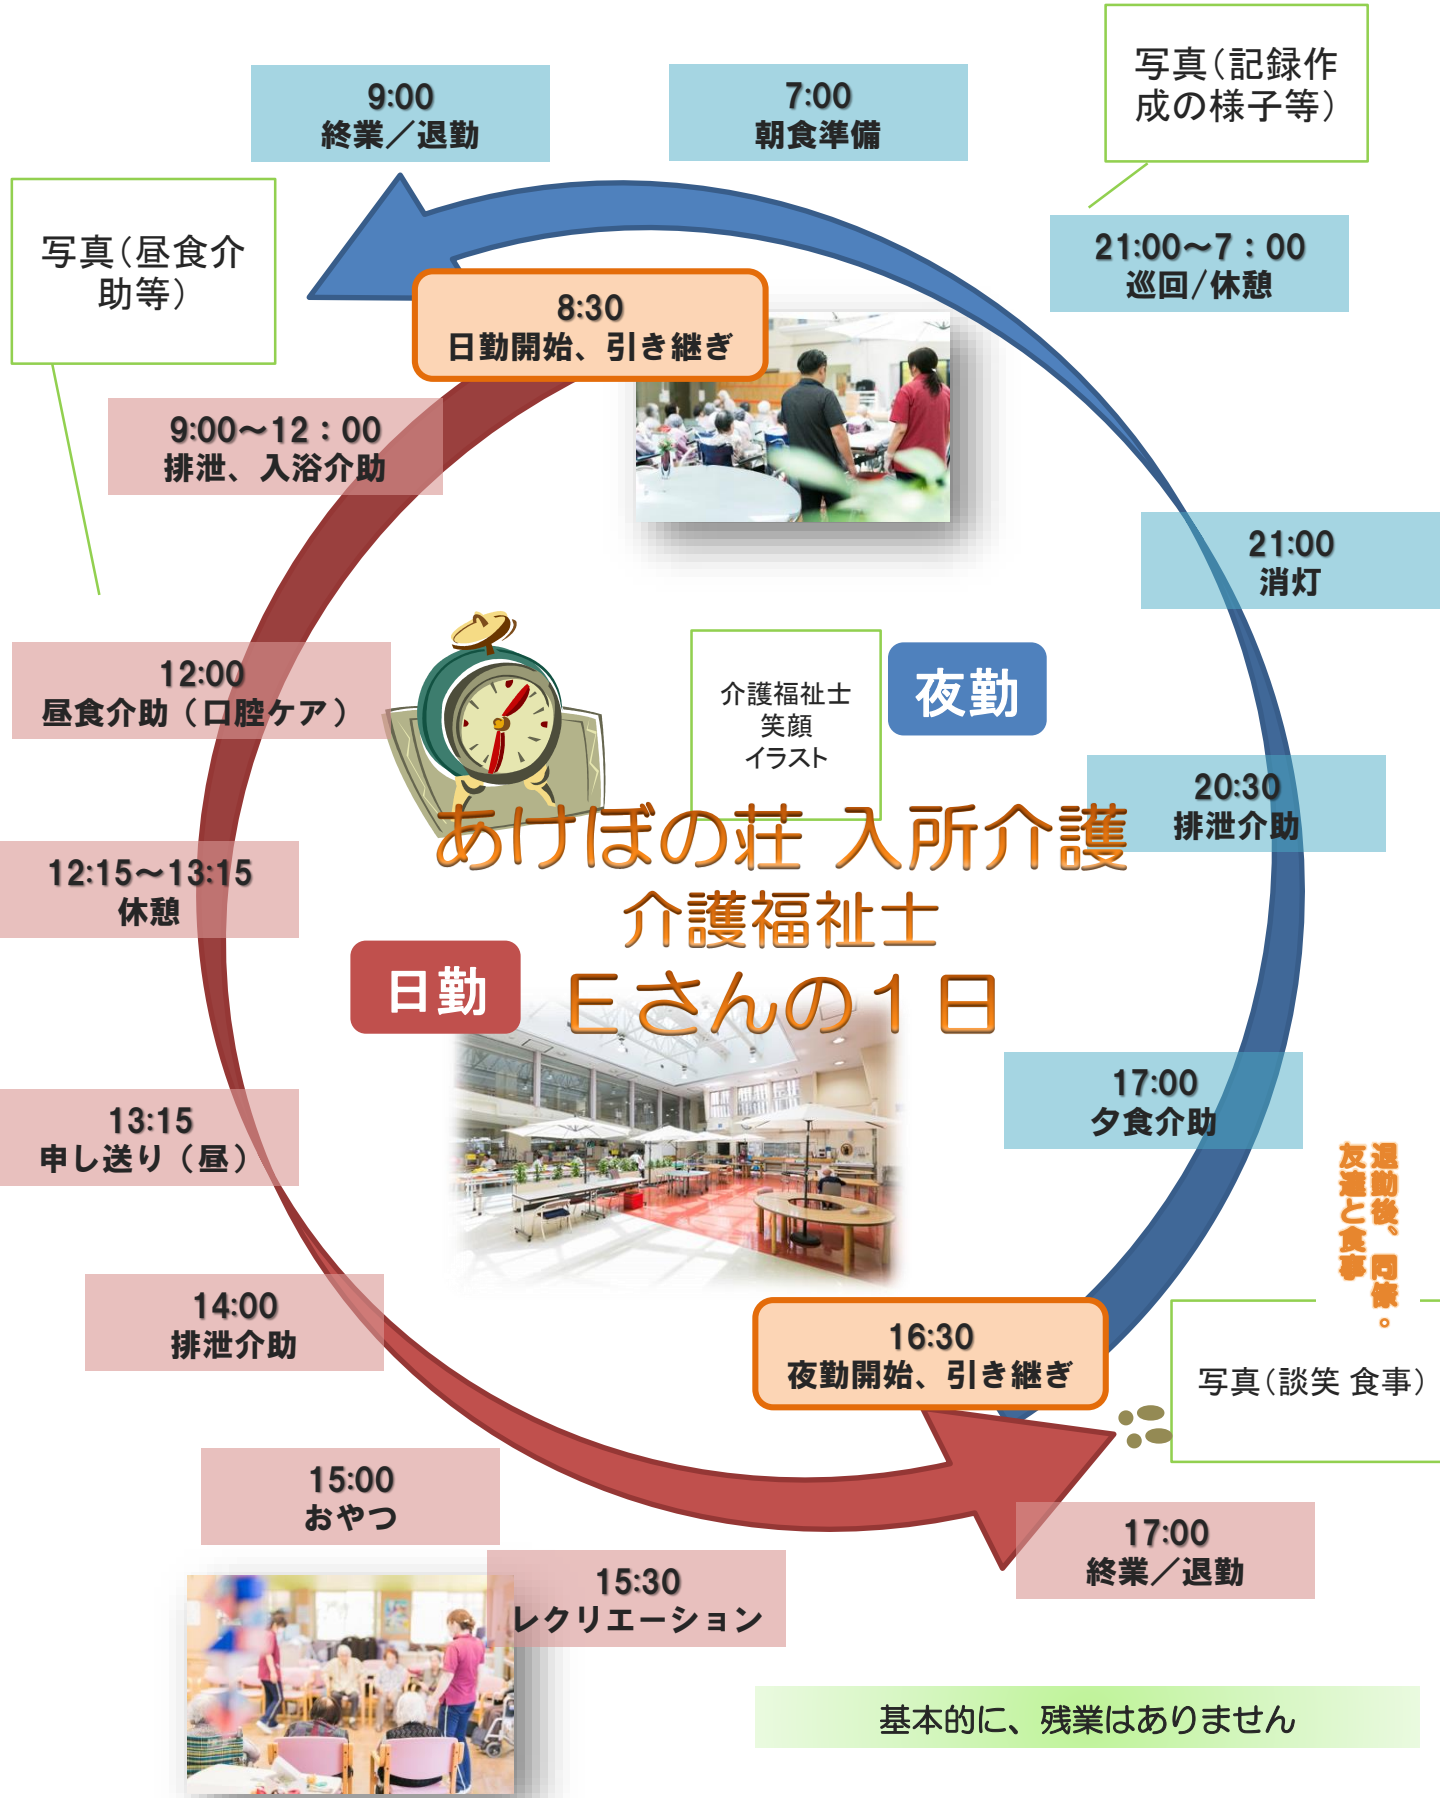 写真(記録作
成の様子等)
9:00
終業／退勤
7:00
朝食準備
写真(昼食介
助等)
21:00～7：00
巡回/休憩
8:30
日勤開始、引き継ぎ
9:00～12：00
排泄、入浴介助
21:00
消灯
12:00
昼食介助（口腔ケア）
介護福祉士
笑顔
イラスト
夜勤
20:30
排泄介助
あけぼの荘 入所介護
介護福祉士
Eさんの１日
12:15～13:15
休憩
日勤
17:00
夕食介助
13:15
申し送り（昼）
退勤後、同僚。
友達と食事
14:00
排泄介助
16:30
夜勤開始、引き継ぎ
写真(談笑 食事)
15:00
おやつ
17:00
終業／退勤
15:30
レクリエーション
基本的に、残業はありません